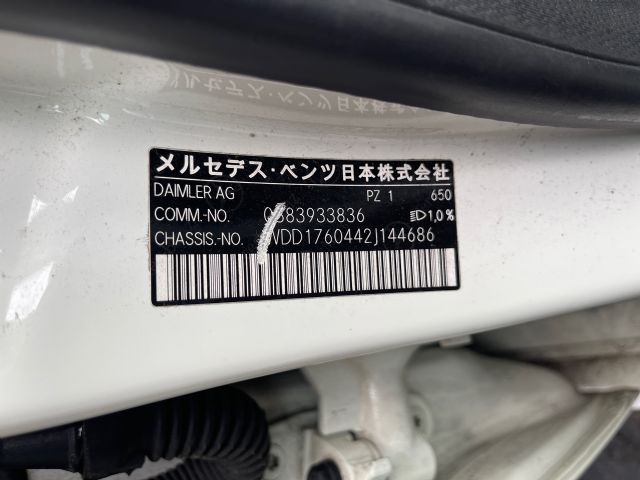 メルセデス・ベンツ日本株式会社
DAIMLER AG PZ 1 650
COMM.-NO. 0383933836 1,0%
CHASSIS.-NO. WDD1760442J144686